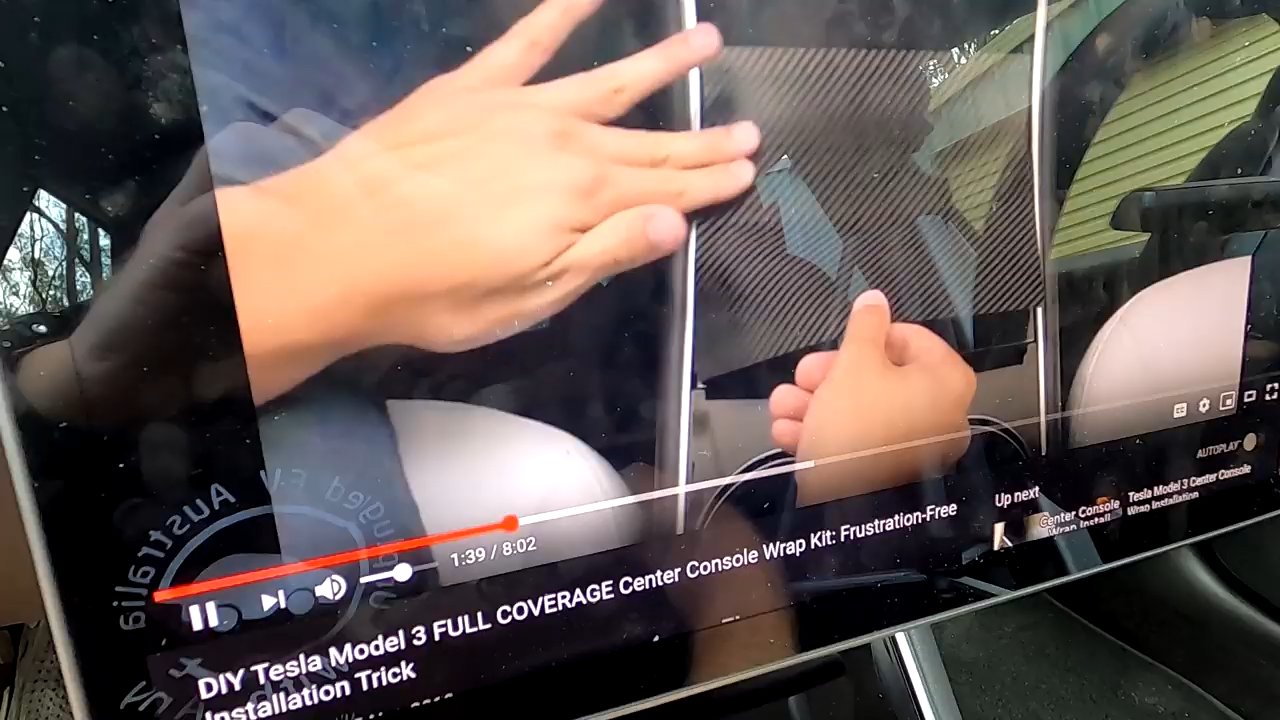 1:39 / 8:02
AUTOPLAY
Up next
Center Console
Wrap Install
Tesla Model 3 Center Console
Wrap Installation
DIY Tesla Model 3 FULL COVERAGE Center Console Wrap Kit: Frustration-Free
Installation Trick
Australia